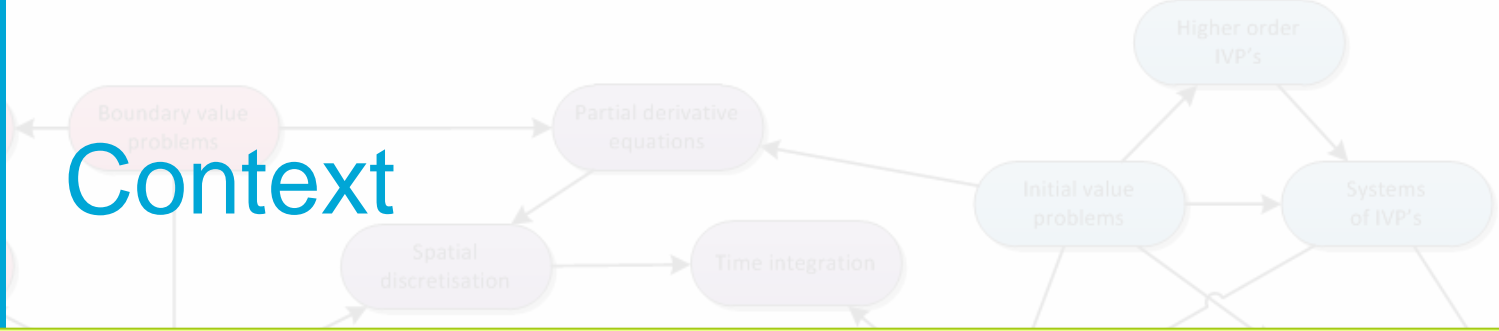 Higher order
IVP's
Boundary value
problems
Partial derivative
equations
Context
Initial value
problems
Systems
of IVP's
Spatial
discretisation
Time integration